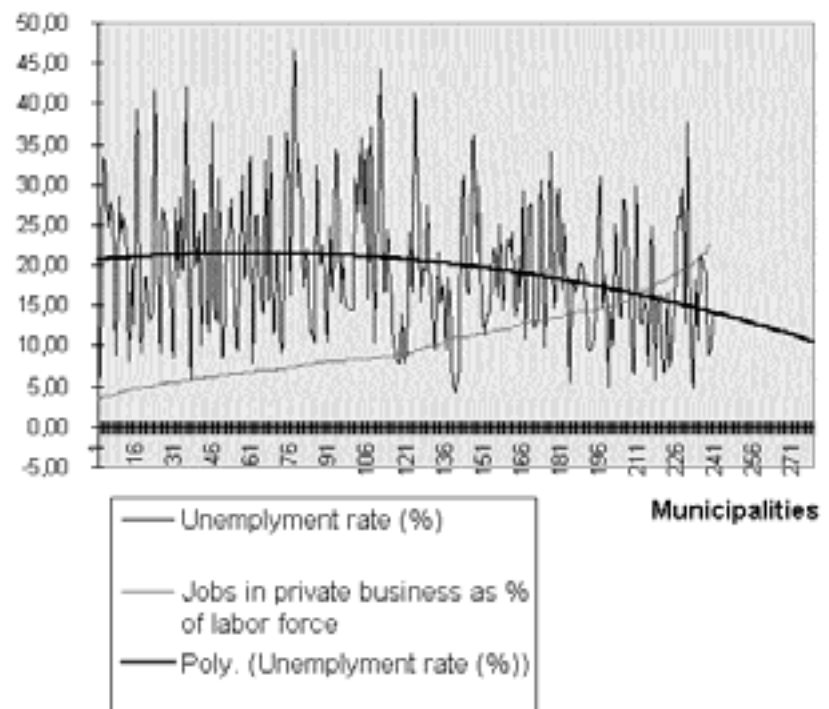 50,00
45,00
40,00
35,00
30,00
25,00
20,00
15,00
10,00
5,00
0,00
-5,00
1 16 31 46 61 76 91 106 121 136 151 166 181 196 211 226 241 256 271
Municipalities
Unemplyment rate (%)
Jobs in private business as %
of labor force
Poly. (Unemplyment rate (%))